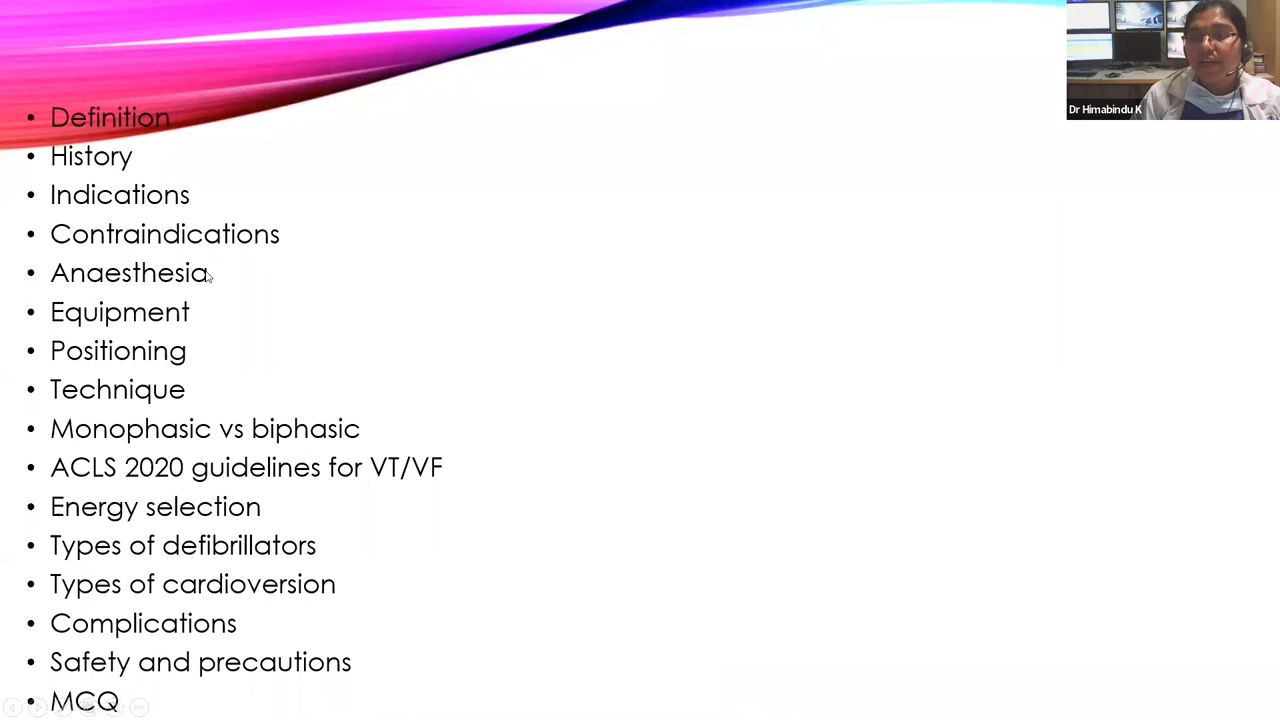 Dr Himabindu K
• Definition
• History
• Indications
• Contraindications
• Anaesthesia
• Equipment
• Positioning
• Technique
• Monophasic vs biphasic
• ACLS 2020 guidelines for VT/VF
• Energy selection
• Types of defibrillators
• Types of cardioversion
• Complications
• Safety and precautions
• MCQ